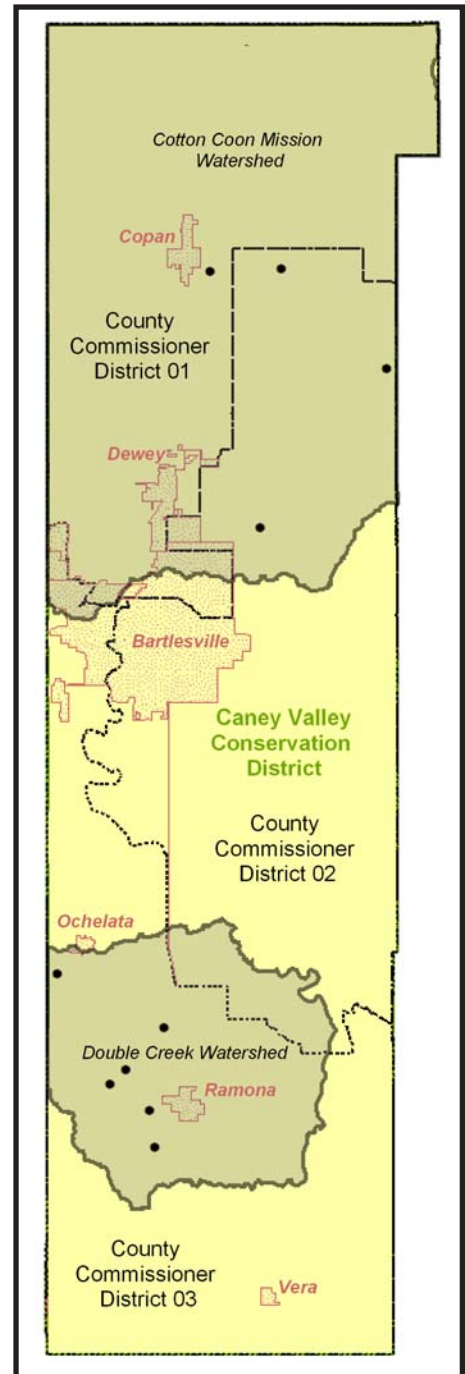 Cotton Coon Mission
Watershed
Copan
County
Commissioner
District 01
Dewey
Bartlesville
Caney Valley
Conservation
District
County
Commissioner
District 02
Ochelata
Double Creek Watershed
Ramona
County
Commissioner
District 03
Vera